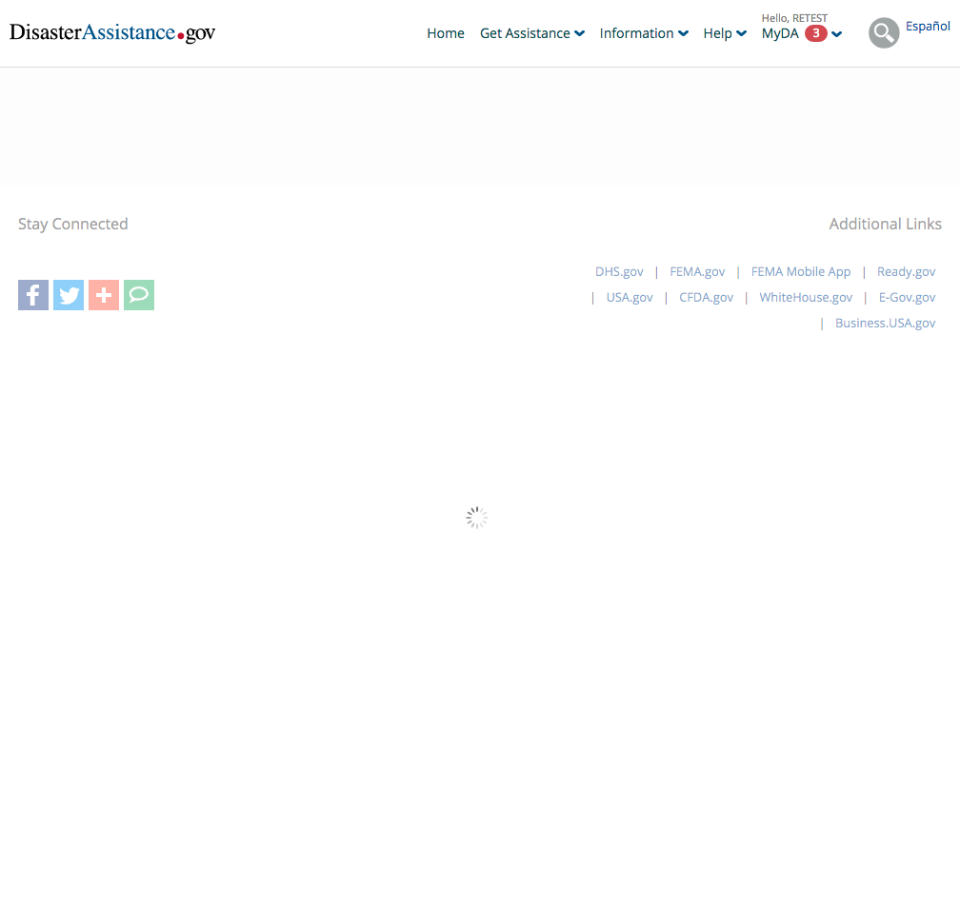 DisasterAssistance.gov
Home Get Assistance Information Help Hello, RETEST
MyDA 3 Español
Stay Connected
Additional Links
DHS.gov | FEMA.gov | FEMA Mobile App | Ready.gov
| USA.gov | CFDA.gov | WhiteHouse.gov | E-Gov.gov
| Business.USA.gov